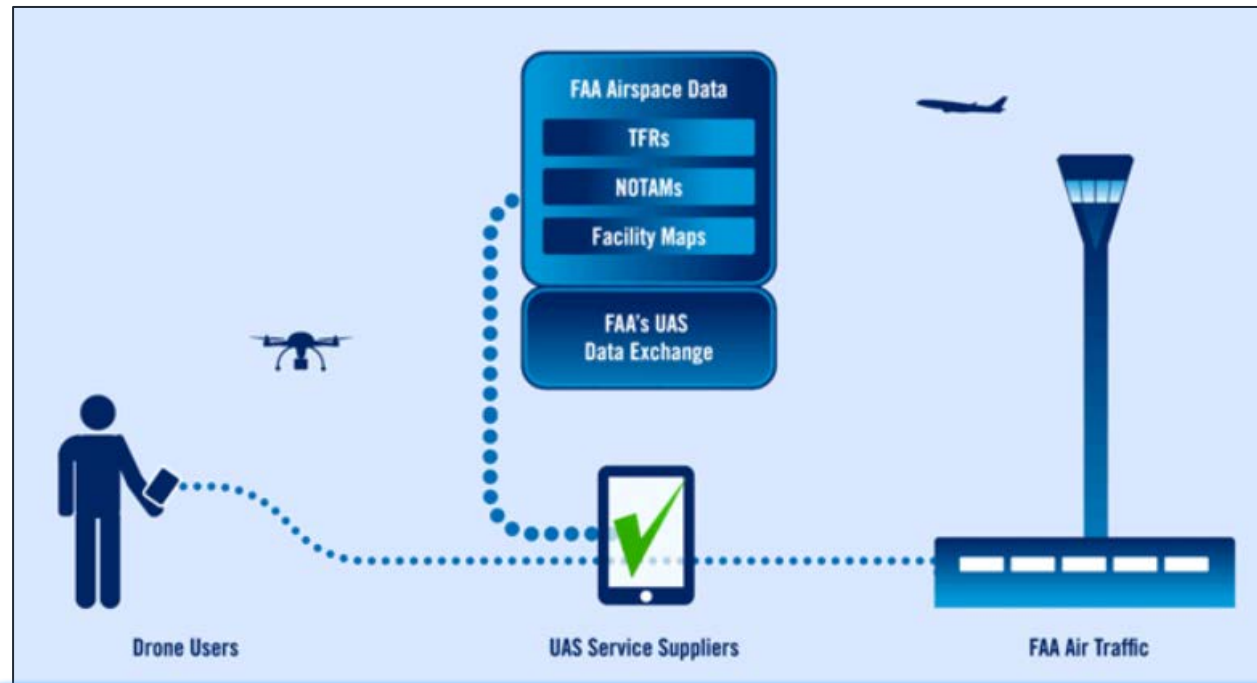 FAA Airspace Data
TFRs
NOTAMs
Facility Maps
FAA's UAS
Data Exchange
Drone Users
UAS Service Suppliers
FAA Air Traffic